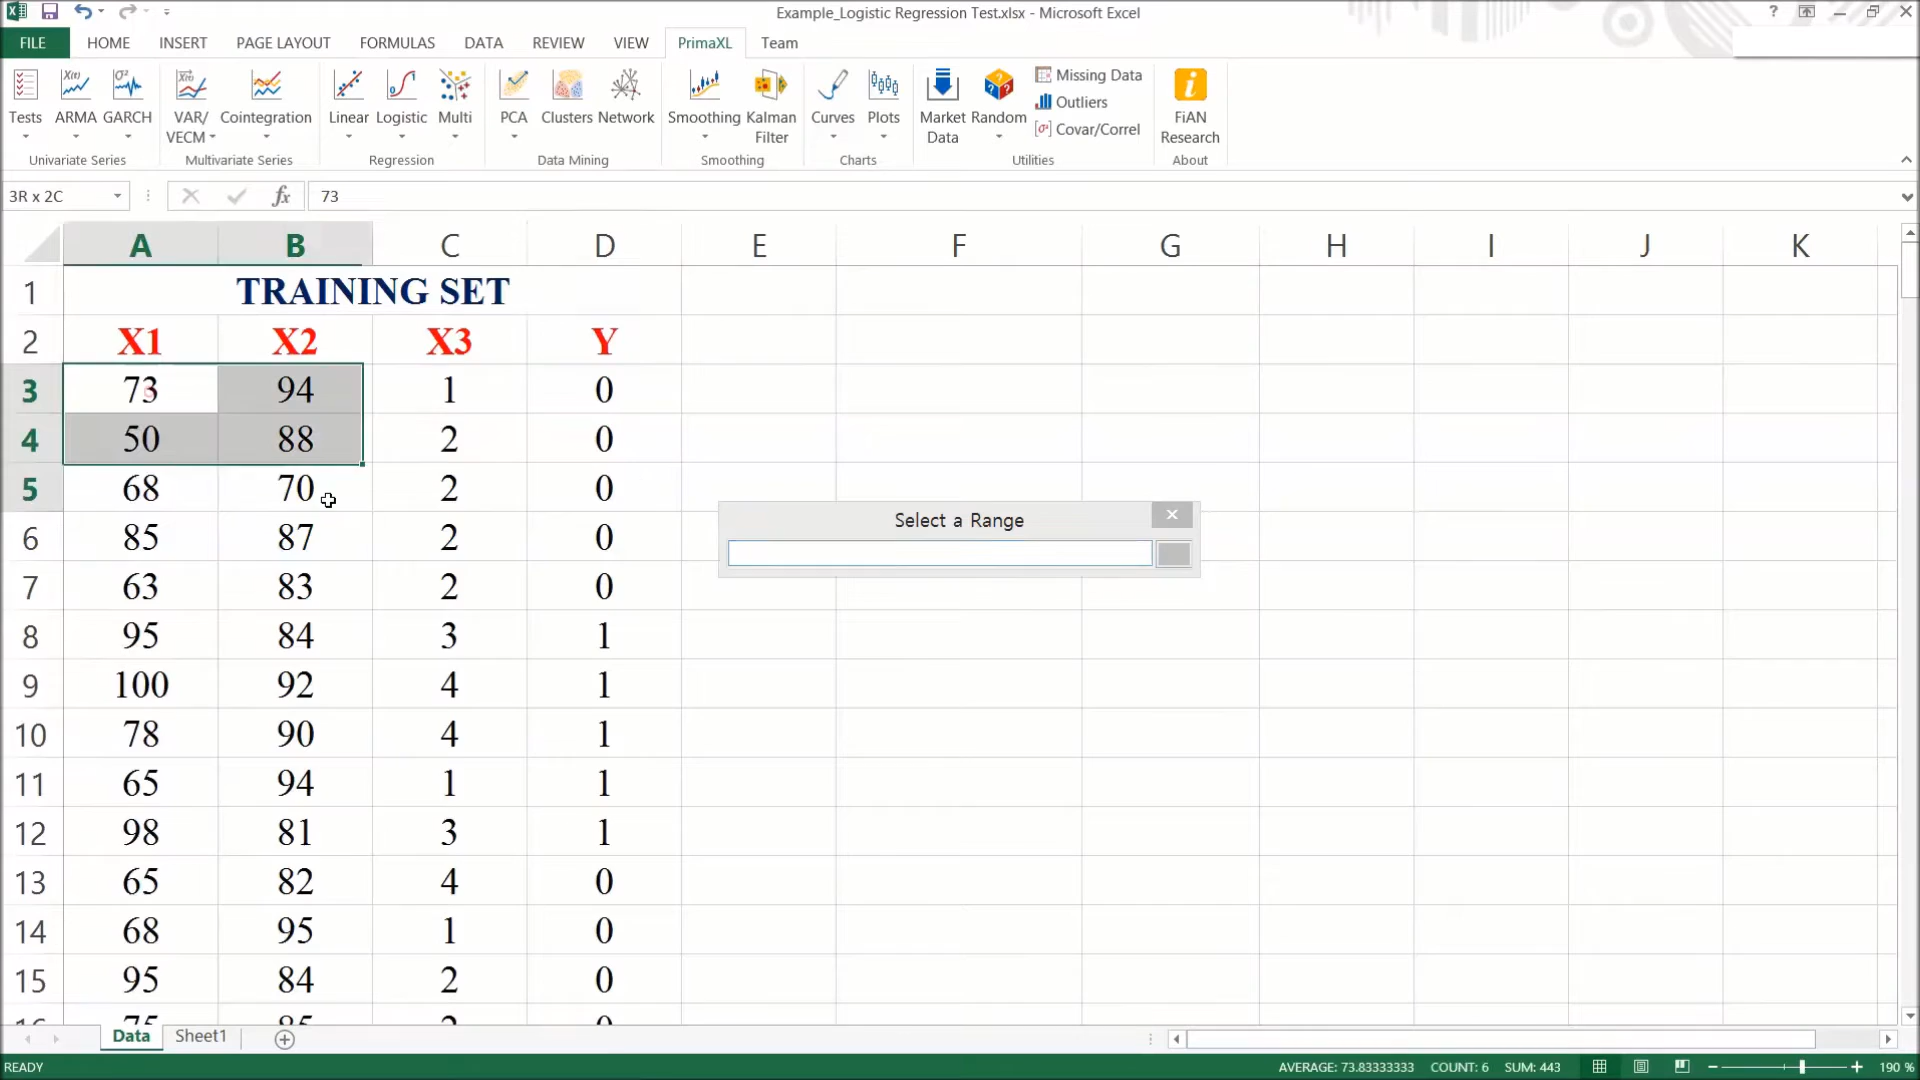 Example_Logistic Regression Test.xlsx - Microsoft Excel
?
FILE HOME INSERT PAGE LAYOUT FORMULAS DATA REVIEW VIEW PrimaXL Team
Tests ARMA GARCH VAR/ VECM Cointegration Linear Logistic Multi PCA Clusters Network Smoothing Kalman Filter Curves Plots Market Data Random Missing Data FiAN Research
Outliers
Covar/Correl
Univariate Series Multivariate Series Regression Data Mining Smoothing Charts Utilities About
3R x 2C fx 73
A B C D E F G H I J K
1 TRAINING SET
2 X1 X2 X3 Y
3 73 94 1 0
4 50 88 2 0
5 68 70 2 0
Select a Range
6 85 87 2 0
7 63 83 2 0
8 95 84 3 1
9 100 92 4 1
10 78 90 4 1
11 65 94 1 1
12 98 81 3 1
13 65 82 4 0
14 68 95 1 0
15 95 84 2 0
Data Sheet1
READY AVERAGE: 73.83333333 COUNT: 6 SUM: 443 190 %